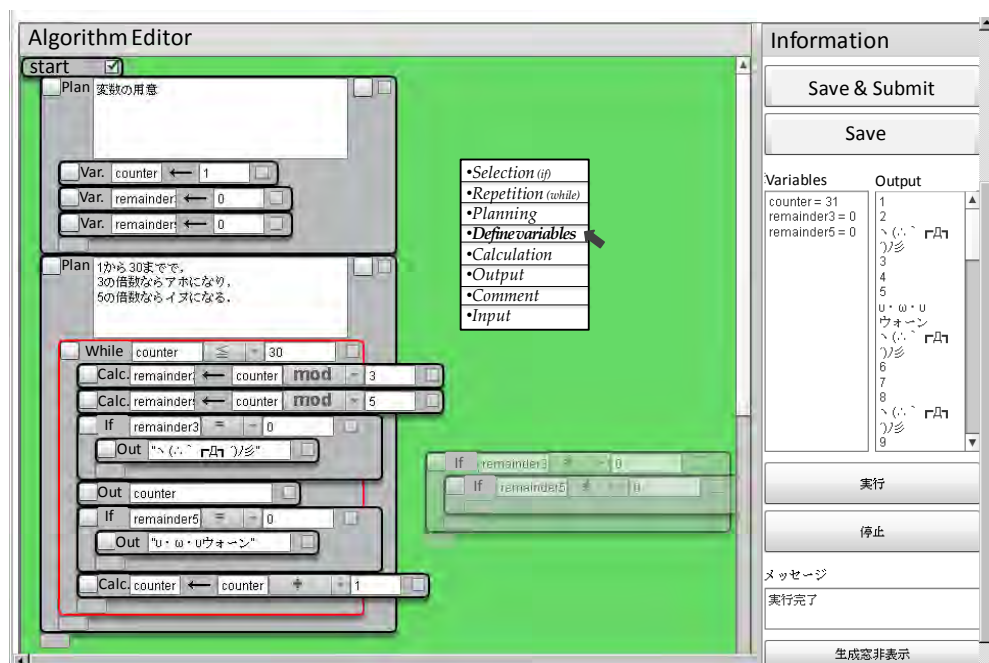 Algorithm Editor
start
Plan 変数の用意
Var. counter ← 1
Var. remainder ← 0
Var. remainder ← 0
Plan 1から30までで,
3の倍数ならアホになり,
5の倍数ならイヌになる.
While counter ≦ 30
Calc. remainder ← counter mod 3
Calc. remainder ← counter mod 5
If remainder3 = 0
Out "ヽ(∴｀┏Д┓´)ﾉ彡"
Out counter
If remainder5 = 0
Out "U・ω・Uウォーン"
Calc. counter ← counter + 1
•Selection (if)
•Repetition (while)
•Planning
•Define variables
•Calculation
•Output
•Comment
•Input
If remainder3 = 0
If remainder5 = 0
Information
Save & Submit
Save
Variables
counter = 31
remainder3 = 0
remainder5 = 0
Output
1
2
ヽ(∴｀ ┏Д┓
´)ﾉ彡
3
4
5
U・ω・U
ウォーン
ヽ(∴｀ ┏Д┓
´)ﾉ彡
6
7
8
ヽ(∴｀ ┏Д┓
´)ﾉ彡
9
実行
停止
メッセージ
実行完了
生成窓非表示